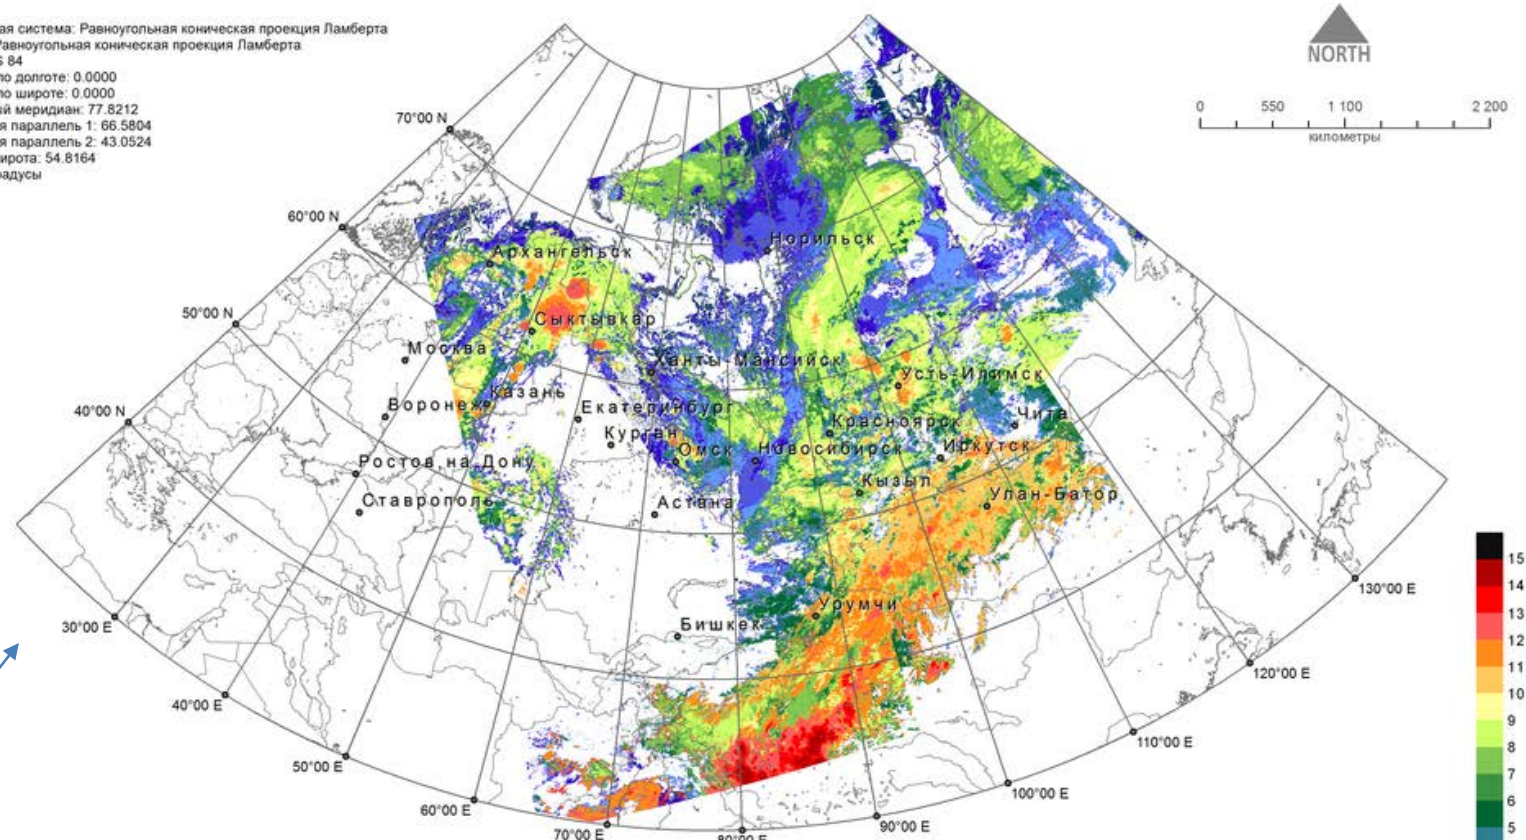 ая система: Равноугольная коническая проекция Ламберта
Равноугольная коническая проекция Ламберта
S 84
по долготе: 0.0000
по широте: 0.0000
ый меридиан: 77.8212
я параллель 1: 66.5804
я параллель 2: 43.0524
ирота: 54.8164
радусы
NORTH
0 550 1 100 2 200
километры
70°00 N
60°00 N
50°00 N
40°00 N
Норильск
Архангельск
Сыктывкар
Москва
Ханты-Мансийск
Усть-Илимск
Казань
Воронеж
Екатеринбург
Чита
Красноярск
Курган
Омск
Новосибирск
Иркутск
Ростов на Дону
Кызыл
Ставрополь
Астана
Улан-Батор
Урумчи
Бишкек
30°00 E
40°00 E
50°00 E
60°00 E
70°00 E
80°00 E
90°00 E
100°00 E
110°00 E
120°00 E
130°00 E
15
14
13
12
11
10
9
8
7
6
5